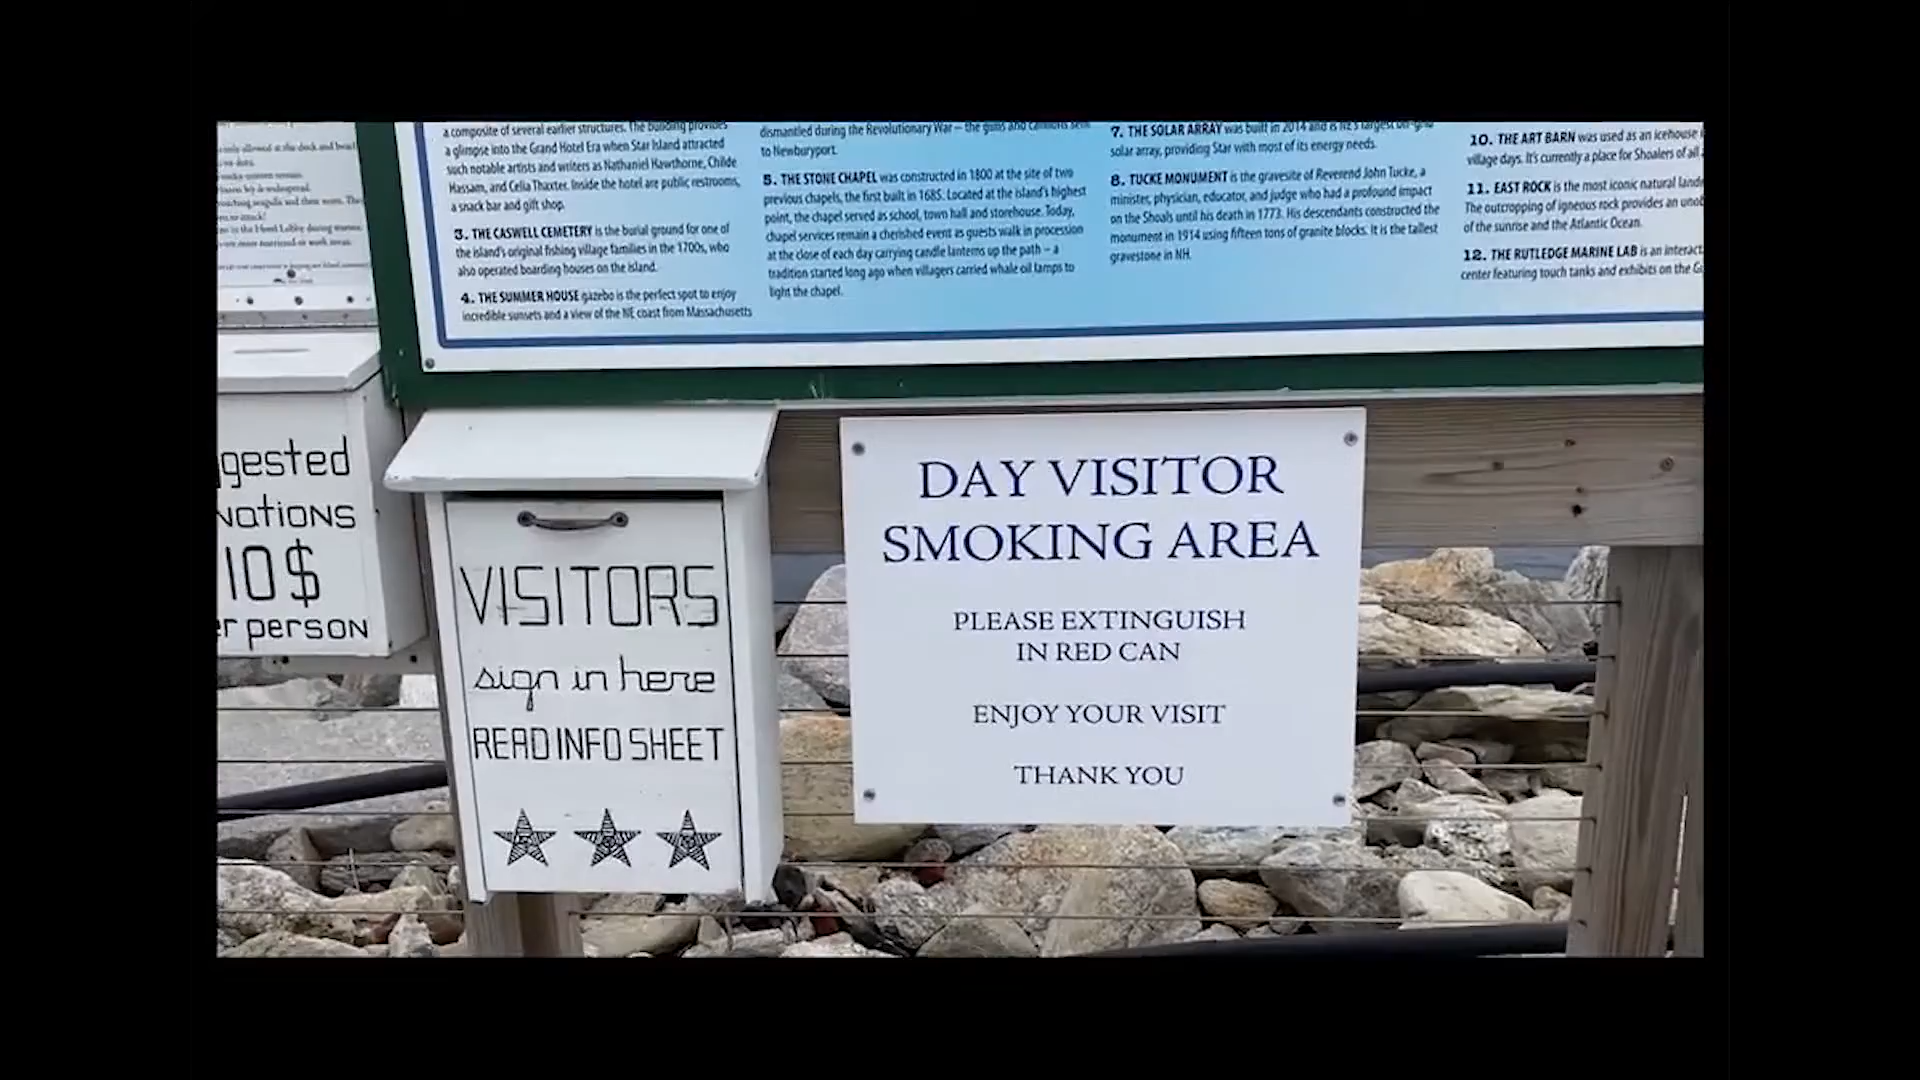 a composite of several earlier structures. The building provides
a glimpse into the Grand Hotel Era when Star Island attracted
such notable artists and writers as Nathaniel Hawthorne, Childe
Hassam, and Celia Thaxter. Inside the hotel are public restrooms,
a snack bar and gift shop.
3. THE CASWELL CEMETERY is the burial ground for one of
the island's original fishing village families in the 1700s, who
also operated boarding houses on the island.
4. THE SUMMER HOUSE gazebo is the perfect spot to enjoy
incredible sunsets and a view of the NE coast from Massachusetts
dismantled during the Revolutionary War – the guns and cannons sent
to Newburyport.
5. THE STONE CHAPEL was constructed in 1800 at the site of two
previous chapels, the first built in 1685. Located at the island's highest
point, the chapel served as school, town hall and storehouse. Today,
chapel services remain a cherished event as guests walk in procession
at the close of each day carrying candle lanterns up the path – a
tradition started long ago when villagers carried whale oil lamps to
light the chapel.
7. THE SOLAR ARRAY was built in 2014 and is NE's largest off-grid
solar array, providing Star with most of its energy needs.
8. TUCKE MONUMENT is the gravesite of Reverend John Tucke, a
minister, physician, educator, and judge who had a profound impact
on the Shoals until his death in 1773. His descendants constructed the
monument in 1914 using fifteen tons of granite blocks. It is the tallest
gravestone in NH.
10. THE ART BARN was used as an icehouse
village days. It's currently a place for Shoalers of all
11. EAST ROCK is the most iconic natural
The outcropping of igneous rock provides an
of the sunrise and the Atlantic Ocean.
12. THE RUTLEDGE MARINE LAB is an
center featuring touch tanks and exhibits on the
gested
nations
10$
er person
VISITORS
sign in here
READ INFO SHEET
DAY VISITOR
SMOKING AREA
PLEASE EXTINGUISH
IN RED CAN
ENJOY YOUR VISIT
THANK YOU